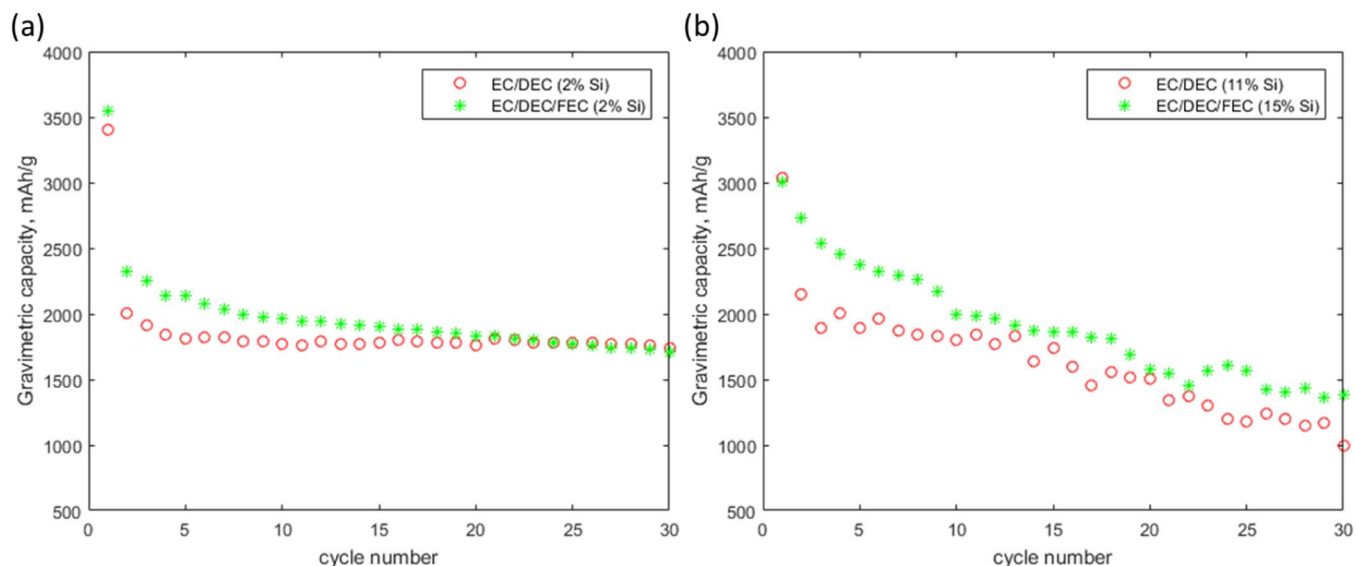 (a)
4000
3500
3000
2500
2000
1500
1000
500
Gravimetric capacity, mAh/g
EC/DEC (2% Si)
EC/DEC/FEC (2% Si)
0 5 10 15 20 25 30
cycle number
(b)
4000
3500
3000
2500
2000
1500
1000
500
Gravimetric capacity, mAh/g
EC/DEC (11% Si)
EC/DEC/FEC (15% Si)
0 5 10 15 20 25 30
cycle number